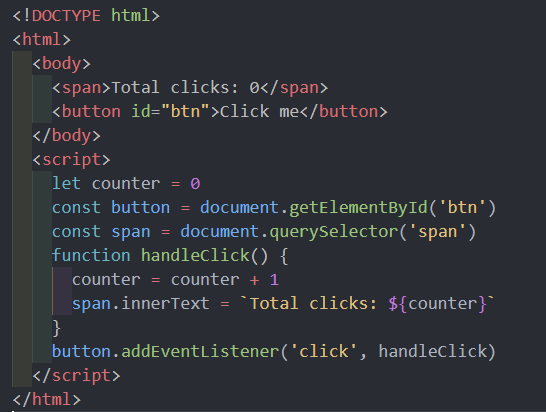 <!DOCTYPE html>
<html>
<body>
<span>Total clicks: 0</span>
<button id="btn">Click me</button>
</body>
<script>
let counter = 0
const button = document.getElementById('btn')
const span = document.querySelector('span')
function handleClick() {
counter = counter + 1
span.innerText = `Total clicks: ${counter}`
}
button.addEventListener('click', handleClick)
</script>
</html>